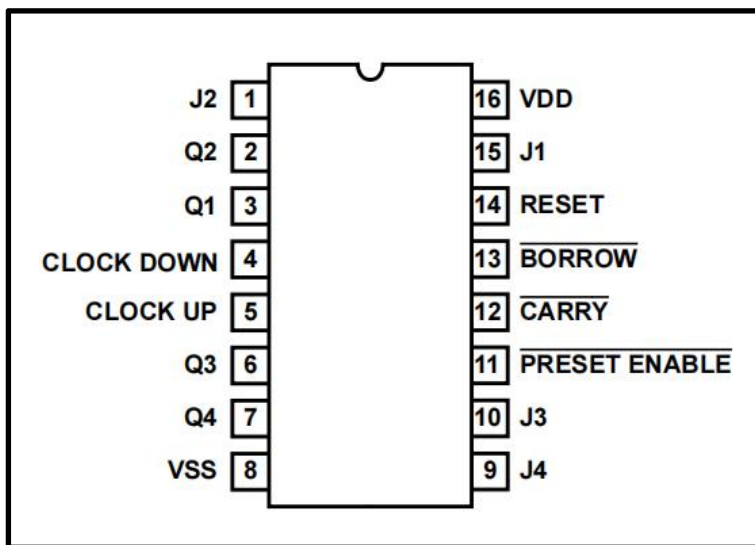 J2 1 16 VDD
Q2 2 15 J1
Q1 3 14 RESET
CLOCK DOWN 4 13 BORROW
CLOCK UP 5 12 CARRY
Q3 6 11 PRESET ENABLE
Q4 7 10 J3
VSS 8 9 J4